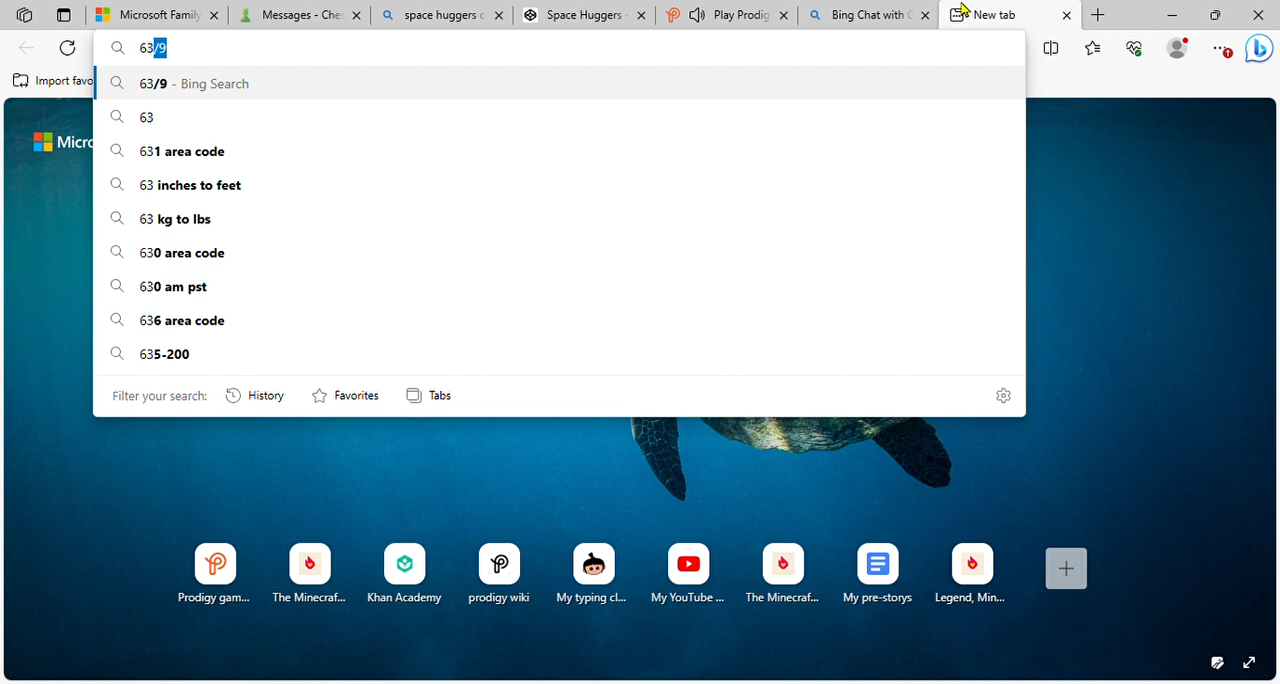 Microsoft Family
Messages - Che
space huggers c
Space Huggers -
Play Prodig
Bing Chat with
New tab
63/9
Import favo
63/9 - Bing Search
63
631 area code
63 inches to feet
63 kg to lbs
630 area code
630 am pst
636 area code
635-200
Filter your search: History Favorites Tabs
Micro
Prodigy gam...
The Minecraf...
Khan Academy
prodigy wiki
My typing cl...
My YouTube ...
The Minecraf...
My pre-storys
Legend, Min...